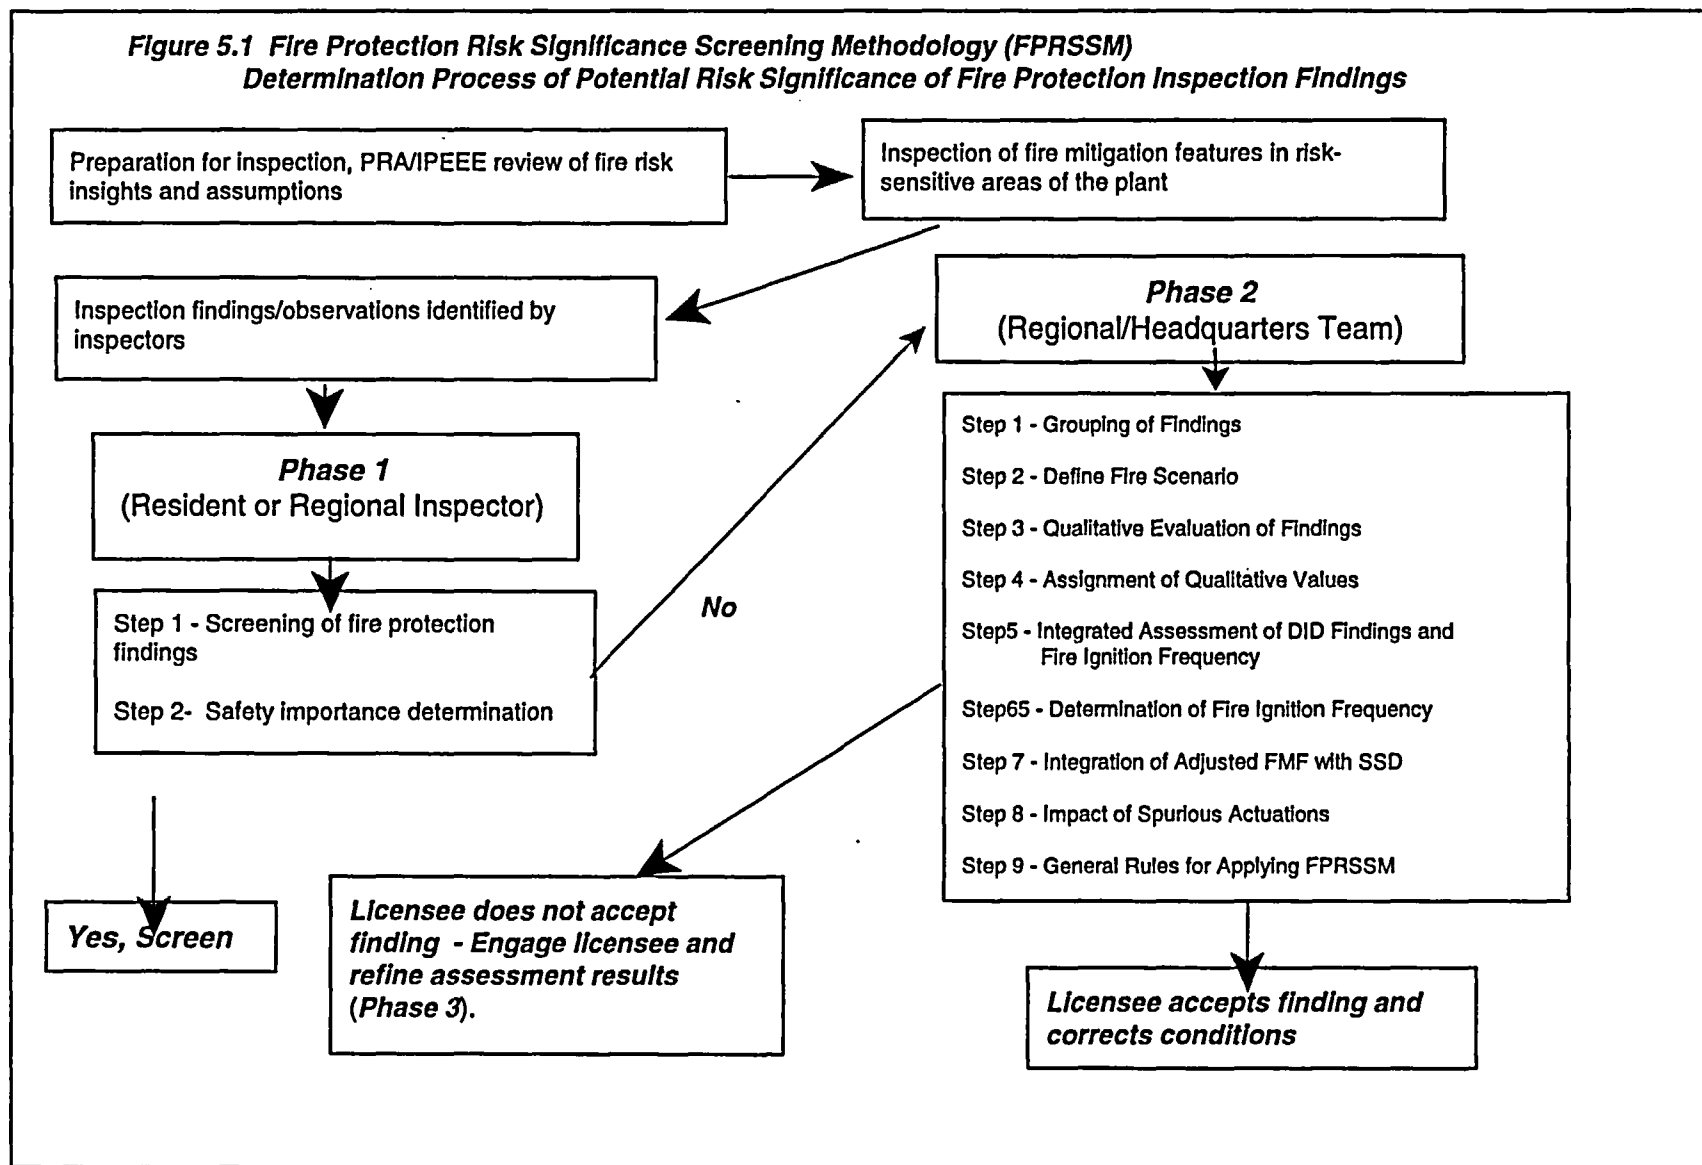 Figure 5.1 Fire Protection Risk Significance Screening Methodology (FPRSSM)
Determination Process of Potential Risk Significance of Fire Protection Inspection Findings
Preparation for inspection, PRA/IPEEE review of fire risk
insights and assumptions
Inspection of fire mitigation features in risk-
sensitive areas of the plant
Inspection findings/observations identified by
inspectors
Phase 1
(Resident or Regional Inspector)
Step 1 - Screening of fire protection
findings
Step 2- Safety importance determination
No
Yes, Screen
Phase 2
(Regional/Headquarters Team)
Step 1 - Grouping of Findings
Step 2 - Define Fire Scenario
Step 3 - Qualitative Evaluation of Findings
Step 4 - Assignment of Qualitative Values
Step5 - Integrated Assessment of DID Findings and
Fire Ignition Frequency
Step65 - Determination of Fire Ignition Frequency
Step 7 - Integration of Adjusted FMF with SSD
Step 8 - Impact of Spurious Actuations
Step 9 - General Rules for Applying FPRSSM
Licensee does not accept
finding - Engage licensee and
refine assessment results
(Phase 3).
Licensee accepts finding and
corrects conditions